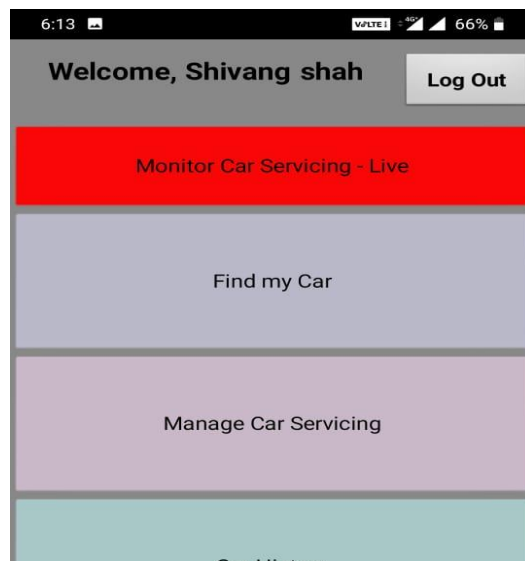 6:13 VoLTE 4G+ 66%
Welcome, Shivang shah
Log Out
Monitor Car Servicing - Live
Find my Car
Manage Car Servicing